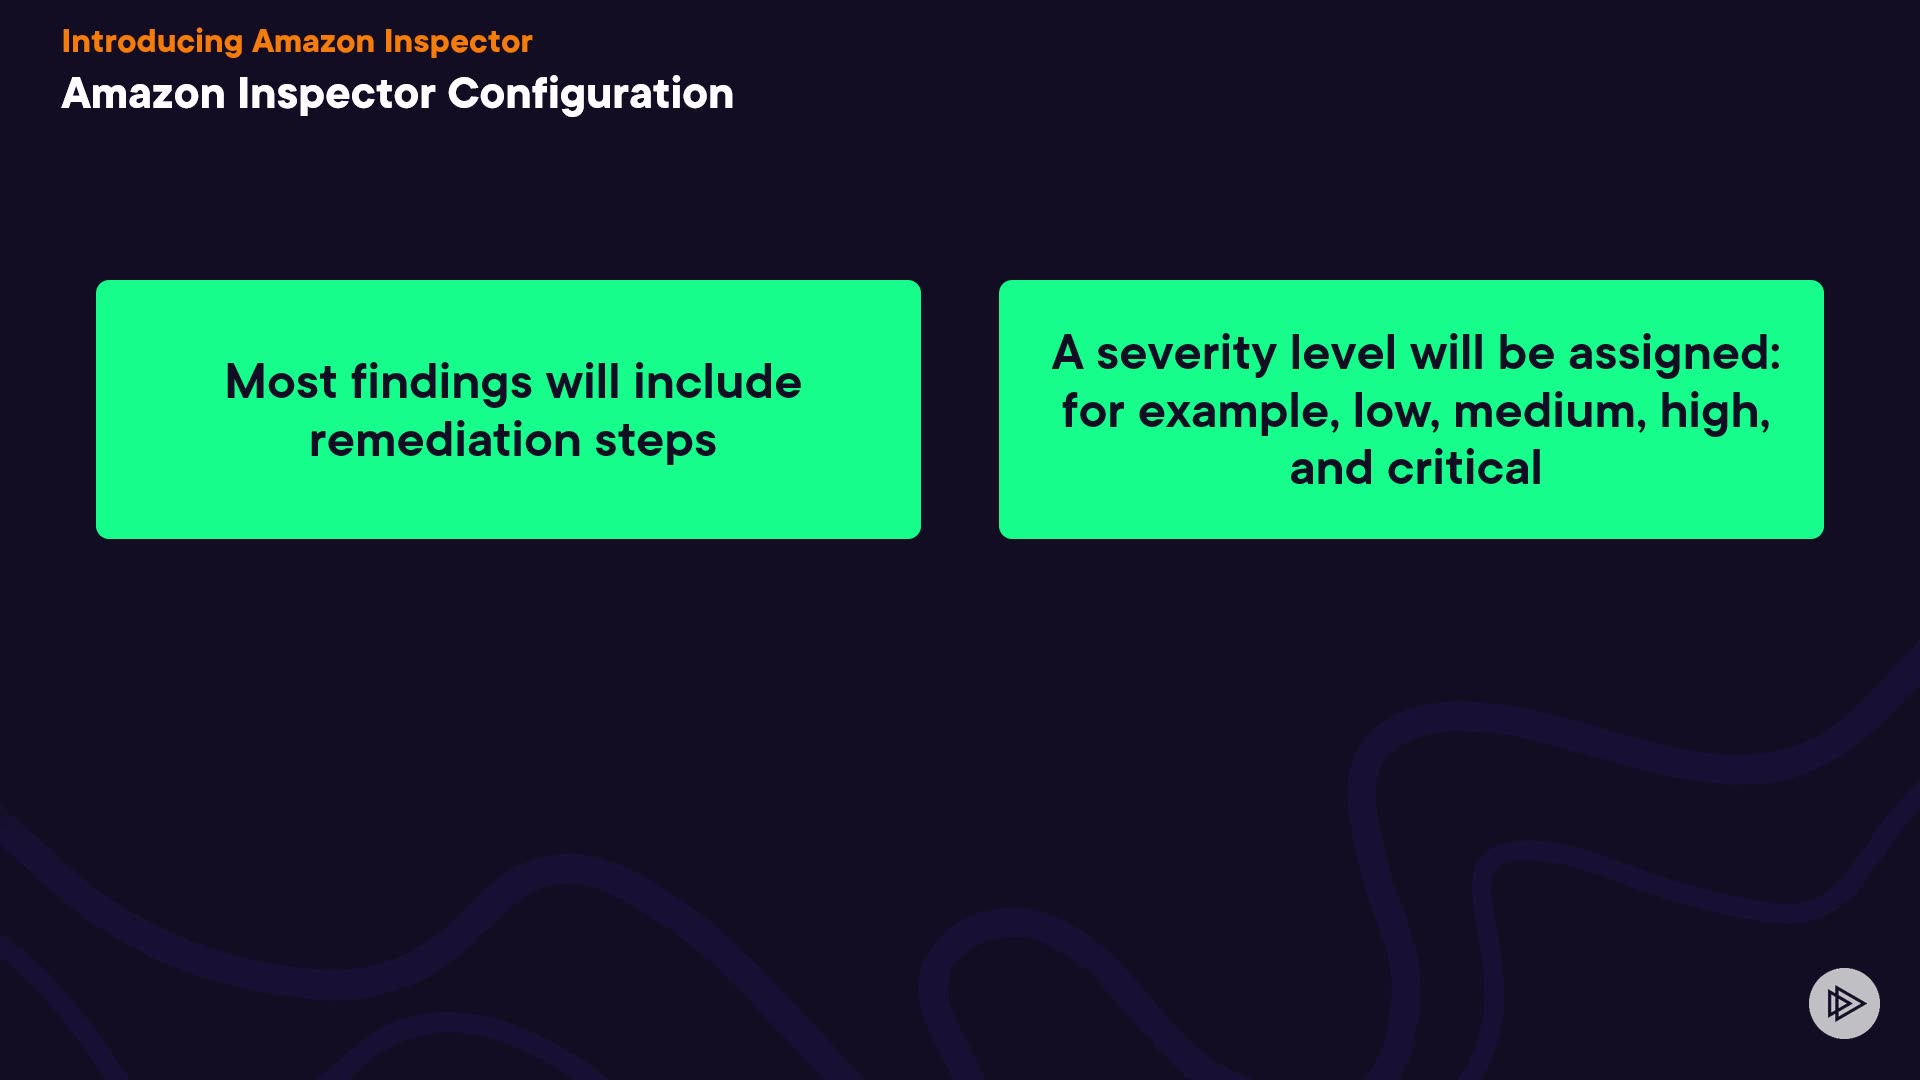 Introducing Amazon Inspector
Amazon Inspector Configuration
Most findings will include
remediation steps
A severity level will be assigned:
for example, low, medium, high,
and critical